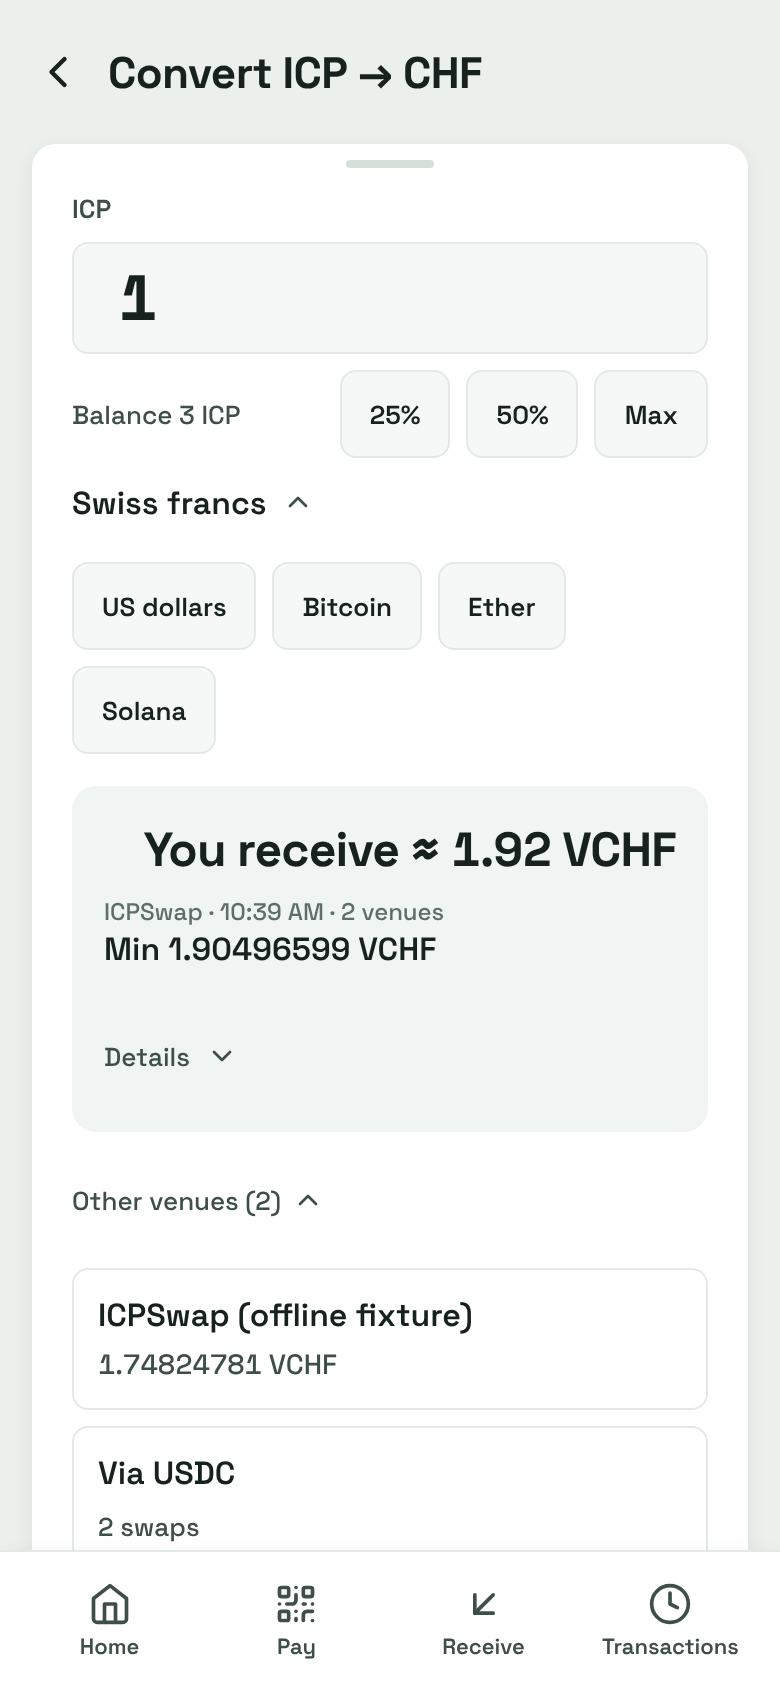 Convert ICP → CHF
ICP
1
Balance 3 ICP
25%
50%
Max
Swiss francs
US dollars
Bitcoin
Ether
Solana
You receive ≈ 1.92 VCHF
ICPSwap · 10:39 AM · 2 venues
Min 1.90496599 VCHF
Details
Other venues (2)
ICPSwap (offline fixture)
1.74824781 VCHF
Via USDC
2 swaps
Home
Pay
Receive
Transactions